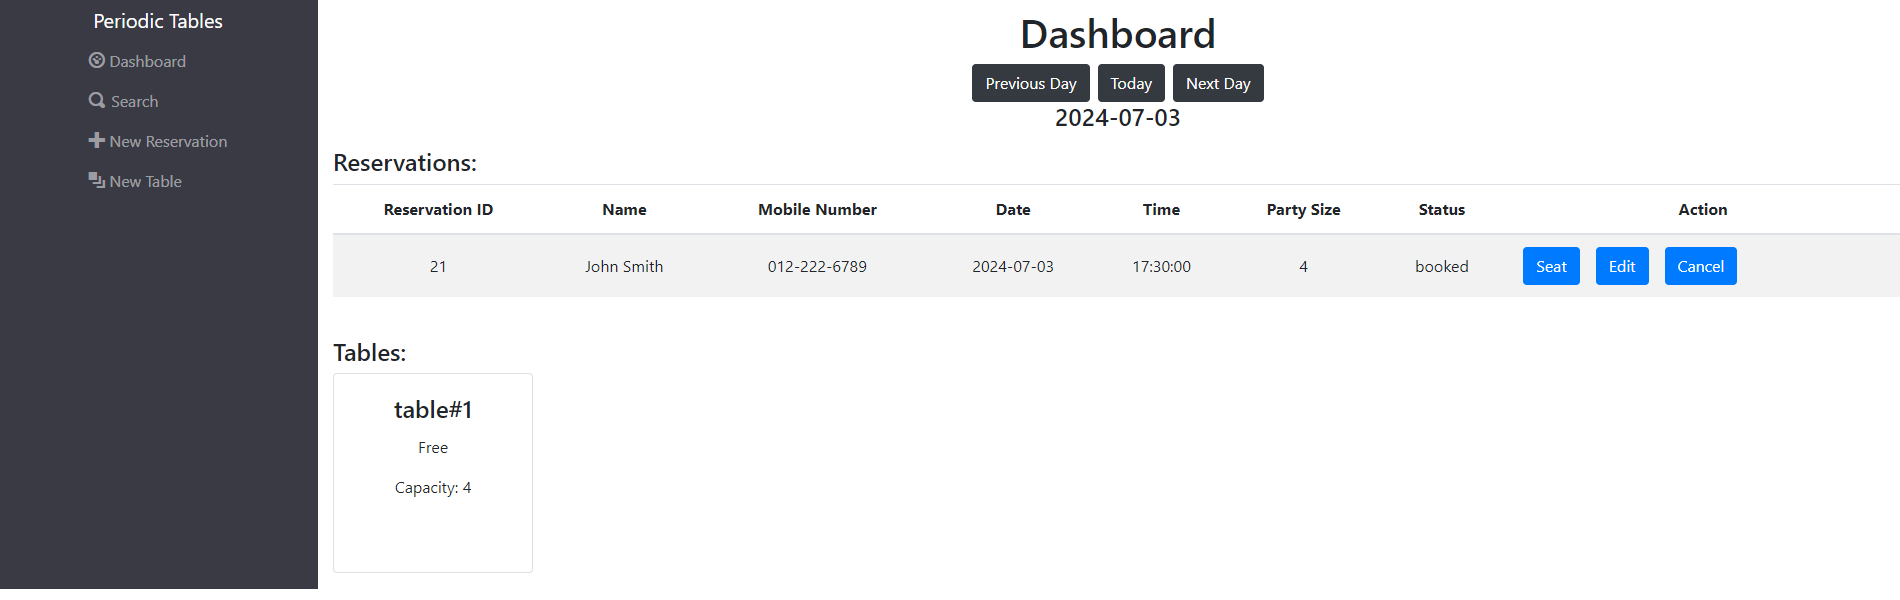 Periodic Tables
Dashboard
Search
New Reservation
New Table
Dashboard
Previous Day Today Next Day
2024-07-03
Reservations:
Reservation ID Name Mobile Number Date Time Party Size Status Action
21 John Smith 012-222-6789 2024-07-03 17:30:00 4 booked Seat Edit Cancel
Tables:
table#1
Free
Capacity: 4